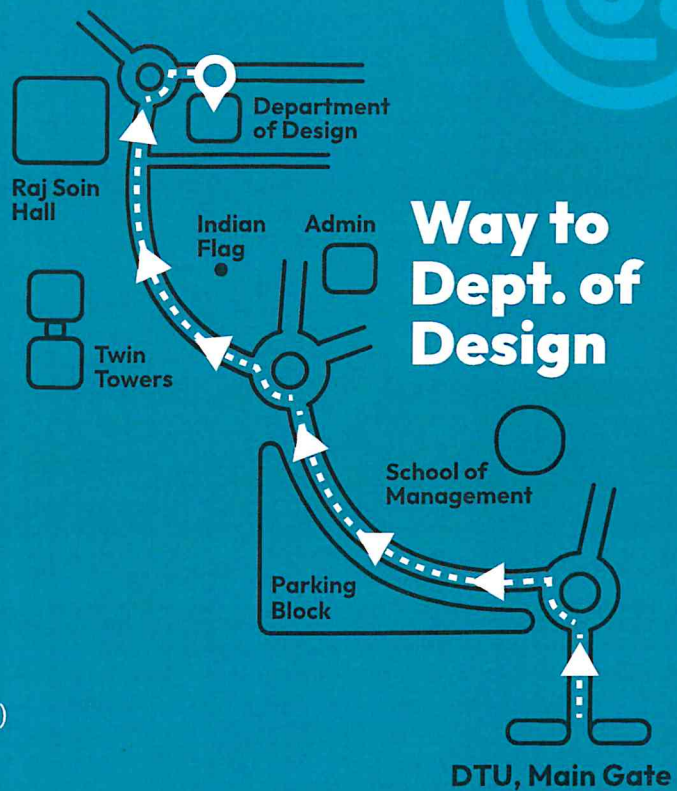 Department
of Design
Raj Soin
Hall
Indian
Flag
Admin
Way to
Dept. of
Design
Twin
Towers
School of
Management
Parking
Block
)
DTU, Main Gate